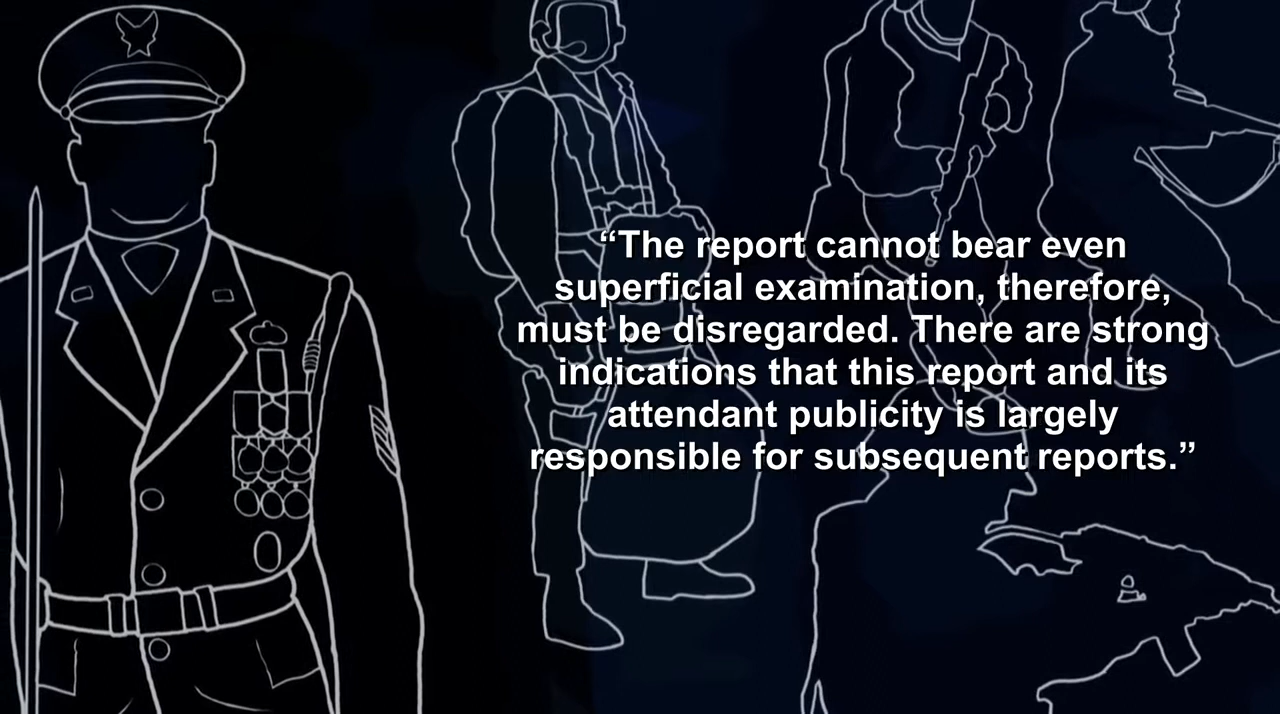 “The report cannot bear even
superficial examination, therefore,
must be disregarded. There are strong
indications that this report and its
attendant publicity is largely
responsible for subsequent reports.”